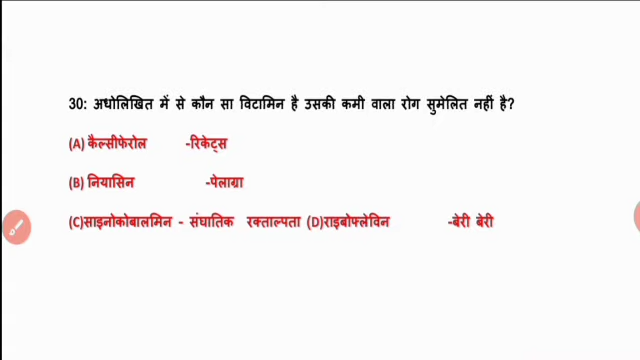 30: अधोलिखित में से कौन सा विटामिन है उसकी कमी वाला रोग सुमेलित नहीं है?
(A) कैल्सीफेरोल -रिकेट्स
(B) नियासिन -पेलाग्रा
(C)साइनोकोबालमिन - संघातिक रक्ताल्पता (D)राइबोफ्लेविन -बेरी बेरी